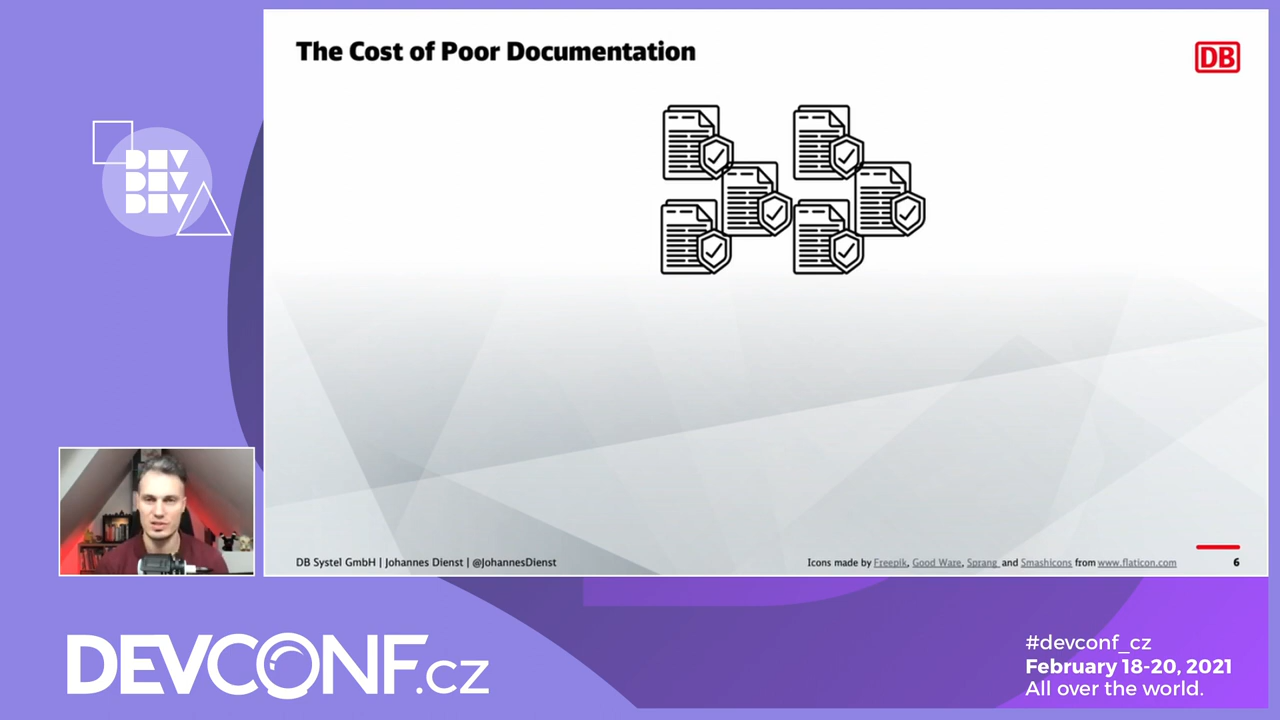 The Cost of Poor Documentation
DB
DEV
DEV
DEV
DB Systel GmbH | Johannes Dienst | @JohannesDienst
Icons made by Freepik, Good Ware, Sprang and Smashicons from www.flaticon.com
6
DEVCONF.cz
#devconf_cz
February 18-20, 2021
All over the world.